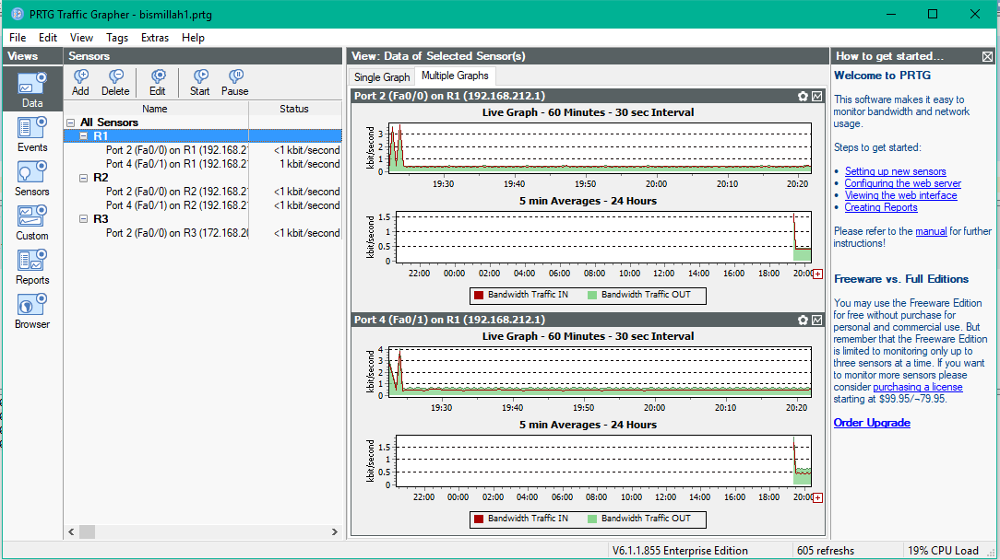 PRTG Traffic Grapher - bismillah1.prtg
File Edit View Tags Extras Help
Views
Data
Events
Sensors
Custom
Reports
Browser
Sensors
Add Delete Edit Start Pause
Name Status
All Sensors
R1
Port 2 (Fa0/0) on R1 (192.168.21 <1 kbit/second
Port 4 (Fa0/1) on R1 (192.168.21 1 kbit/second
R2
Port 2 (Fa0/0) on R2 (192.168.21 <1 kbit/second
Port 4 (Fa0/1) on R2 (192.168.21 <1 kbit/second
R3
Port 2 (Fa0/0) on R3 (172.168.20 <1 kbit/second
View: Data of Selected Sensor(s)
Single Graph Multiple Graphs
Port 2 (Fa0/0) on R1 (192.168.212.1)
Live Graph - 60 Minutes - 30 sec Interval
kbit/second
3
2
1
0
19:30 19:40 19:50 20:00 20:10 20:20
5 min Averages - 24 Hours
kbit/second
1.5
1
0.5
0
22:00 00:00 02:00 04:00 06:00 08:00 10:00 12:00 14:00 16:00 18:00 20:00
Bandwidth Traffic IN Bandwidth Traffic OUT
Port 4 (Fa0/1) on R1 (192.168.212.1)
Live Graph - 60 Minutes - 30 sec Interval
kbit/second
4
3
2
1
0
19:30 19:40 19:50 20:00 20:10 20:20
5 min Averages - 24 Hours
kbit/second
1.5
1
0.5
0
22:00 00:00 02:00 04:00 06:00 08:00 10:00 12:00 14:00 16:00 18:00 20:00
Bandwidth Traffic IN Bandwidth Traffic OUT
How to get started...
Welcome to PRTG
This software makes it easy to
monitor bandwidth and network
usage.
Steps to get started:
• Setting up new sensors
• Configuring the web server
• Viewing the web interface
• Creating Reports
Please refer to the manual for further
instructions!
Freeware vs. Full Editions
You may use the Freeware Edition
for free without purchase for
personal and commercial use. But
remember that the Freeware Edition
is limited to monitoring only up to
three sensors at a time. If you want
to monitor more sensors please
consider purchasing a license
starting at $99.95/¬79.95.
Order Upgrade
V6.1.1.855 Enterprise Edition 605 refreshs 19% CPU Load